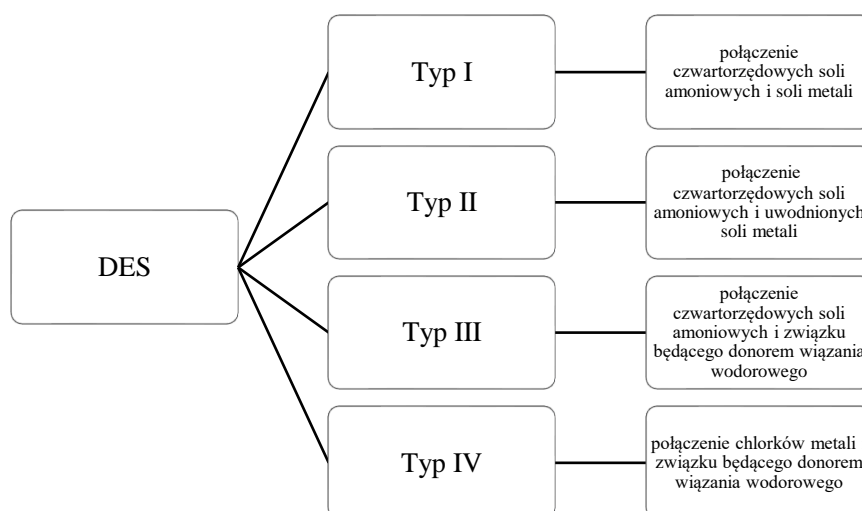 DES
Typ I
połączenie
czwartorzędowych soli
amoniowych i soli metali
Typ II
połączenie
czwartorzędowych soli
amoniowych i uwodnionych
soli metali
Typ III
połączenie
czwartorzędowych soli
amoniowych i związku
będącego donorem wiązania
wodorowego
Typ IV
połączenie chlorków metali
związku będącego donorem
wiązania wodorowego